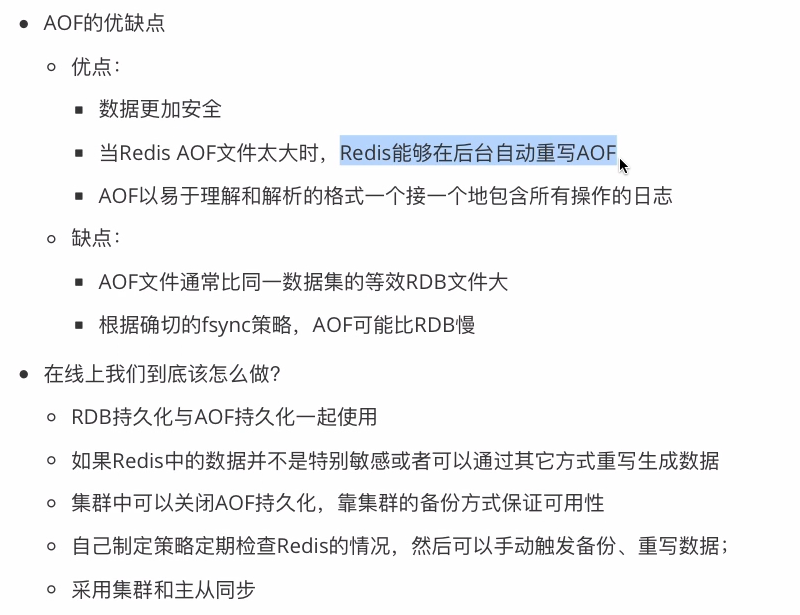 AOF的优缺点
优点：
数据更加安全
当Redis AOF文件太大时，Redis能够在后台自动重写AOF
AOF以易于理解和解析的格式一个接一个地包含所有操作的日志
缺点：
AOF文件通常比同一数据集的等效RDB文件大
根据确切的fsync策略，AOF可能比RDB慢
在线上我们到底该怎么做？
RDB持久化与AOF持久化一起使用
如果Redis中的数据并不是特别敏感或者可以通过其它方式重写生成数据
集群中可以关闭AOF持久化，靠集群的备份方式保证可用性
自己制定策略定期检查Redis的情况，然后可以手动触发备份、重写数据；
采用集群和主从同步